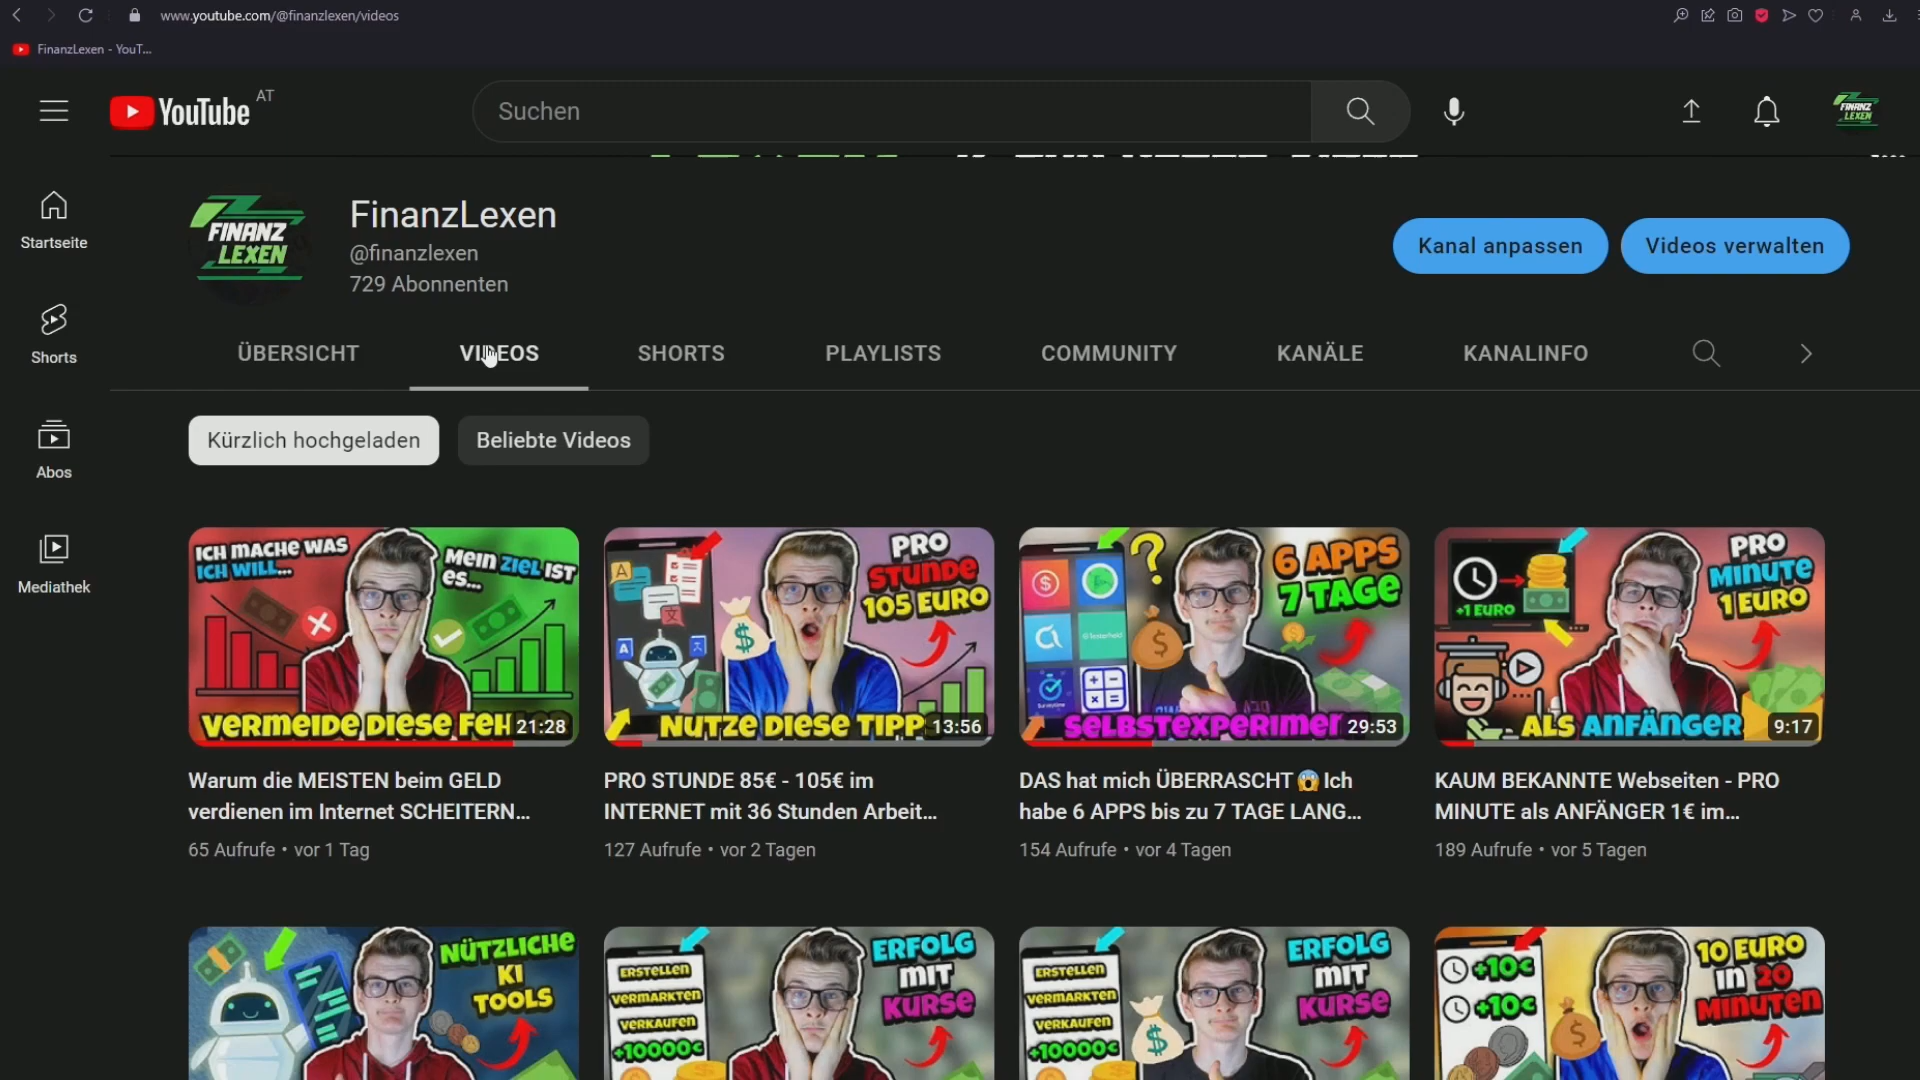 www.youtube.com/@finanzlexen/videos
FinanzLexen - YouT...
YouTube AT
Suchen
Startseite
Shorts
Abos
Mediathek
FINANZ
LEXEN
FINANZ
LEXEN
FinanzLexen
@finanzlexen
729 Abonnenten
Kanal anpassen
Videos verwalten
ÜBERSICHT
VIDEOS
SHORTS
PLAYLISTS
COMMUNITY
KANÄLE
KANALINFO
Kürzlich hochgeladen
Beliebte Videos
ICH MACHE WAS
ICH WILL...
MEIN ZIEL IST
ES...
VERMEIDE DIESE FEH
21:28
Warum die MEISTEN beim GELD
verdienen im Internet SCHEITERN...
65 Aufrufe • vor 1 Tag
PRO
STUNDE
105 EURO
NUTZE DIESE TIPP
13:56
PRO STUNDE 85€ - 105€ im
INTERNET mit 36 Stunden Arbeit...
127 Aufrufe • vor 2 Tagen
6 APPS
7 TAGE
SELBSTEXPERIMEN
29:53
DAS hat mich ÜBERRASCHT 😱 Ich
habe 6 APPS bis zu 7 TAGE LANG...
154 Aufrufe • vor 4 Tagen
+1 EURO
PRO
MINUTE
1 EURO
ALS ANFÄNGER
9:17
KAUM BEKANNTE Webseiten - PRO
MINUTE als ANFÄNGER 1€ im...
189 Aufrufe • vor 5 Tagen
NÜTZLICHE
KI
TOOLS
ERSTELLEN
VERMARKTEN
VERKAUFEN
+10000€
ERFOLG
MIT
KURSE
ERSTELLEN
VERMARKTEN
VERKAUFEN
+10000€
ERFOLG
MIT
KURSE
+10€
+10€
10 EURO
IN 20
MINUTEN